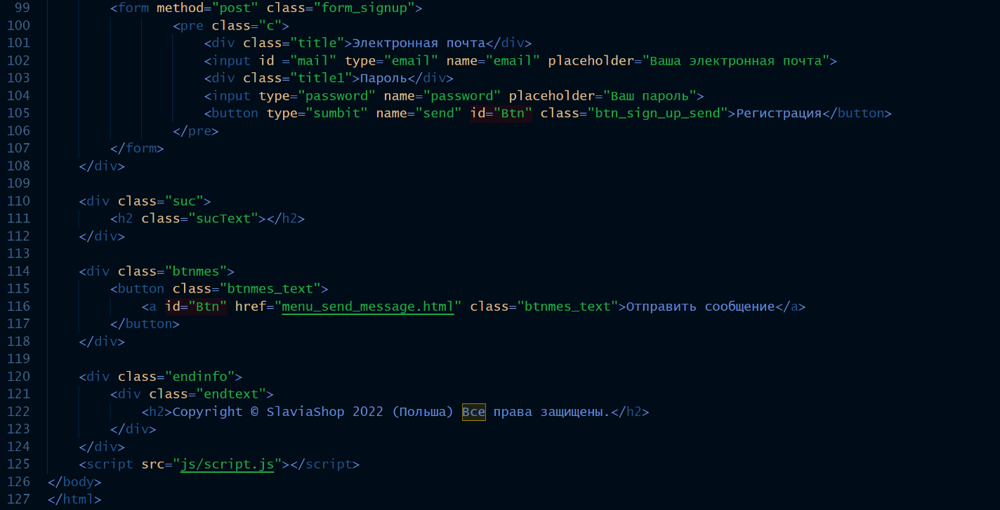 99 <form method="post" class="form_signup">
100 <pre class="c">
101 <div class="title">Электронная почта</div>
102 <input id ="mail" type="email" name="email" placeholder="Ваша электронная почта">
103 <div class="title1">Пароль</div>
104 <input type="password" name="password" placeholder="Ваш пароль">
105 <button type="sumbit" name="send" id="Btn" class="btn_sign_up_send">Регистрация</button>
106 </pre>
107 </form>
108 </div>
109
110 <div class="suc">
111 <h2 class="sucText"></h2>
112 </div>
113
114 <div class="btnmes">
115 <button class="btnmes_text">
116 <a id="Btn" href="menu_send_message.html" class="btnmes_text">Отправить сообщение</a>
117 </button>
118 </div>
119
120 <div class="endinfo">
121 <div class="endtext">
122 <h2>Copyright © SlaviaShop 2022 (Польша) Все права защищены.</h2>
123 </div>
124 </div>
125 <script src="js/script.js"></script>
126 </body>
127 </html>